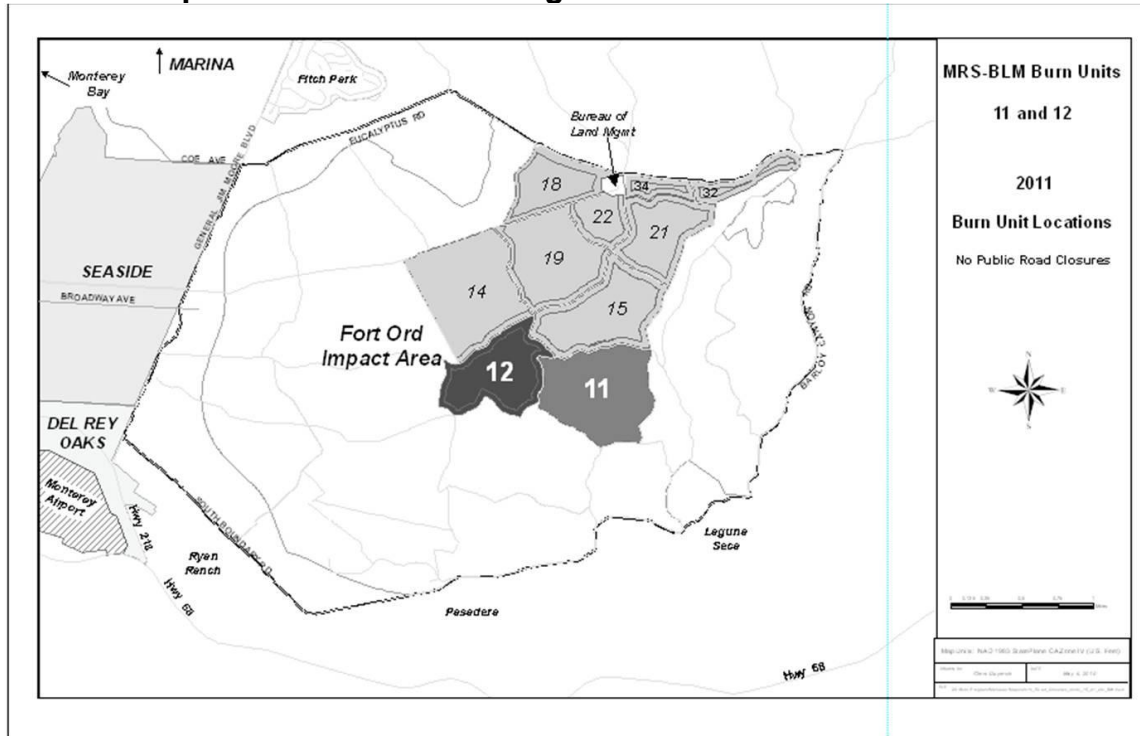 MARINA
Monterey
Bay
Fitch Park
Bureau of
Land Mgmt
EUCALYPTUS RD
COE AVE
GENERAL JIM MOORE BLVD
SEASIDE
BROADWAY AVE
18
34
32
22
21
19
14
15
Fort Ord
Impact Area
12
11
BARLOY CANYON RD
DEL REY
OAKS
Monterey
Airport
Hwy 218
SOUTH BOUNDARY RD
Ryan
Ranch
Hwy 68
Laguna
Seca
Pasadera
Hwy 68
MRS-BLM Burn Units
11 and 12
2011
Burn Unit Locations
No Public Road Closures
N
W
E
S